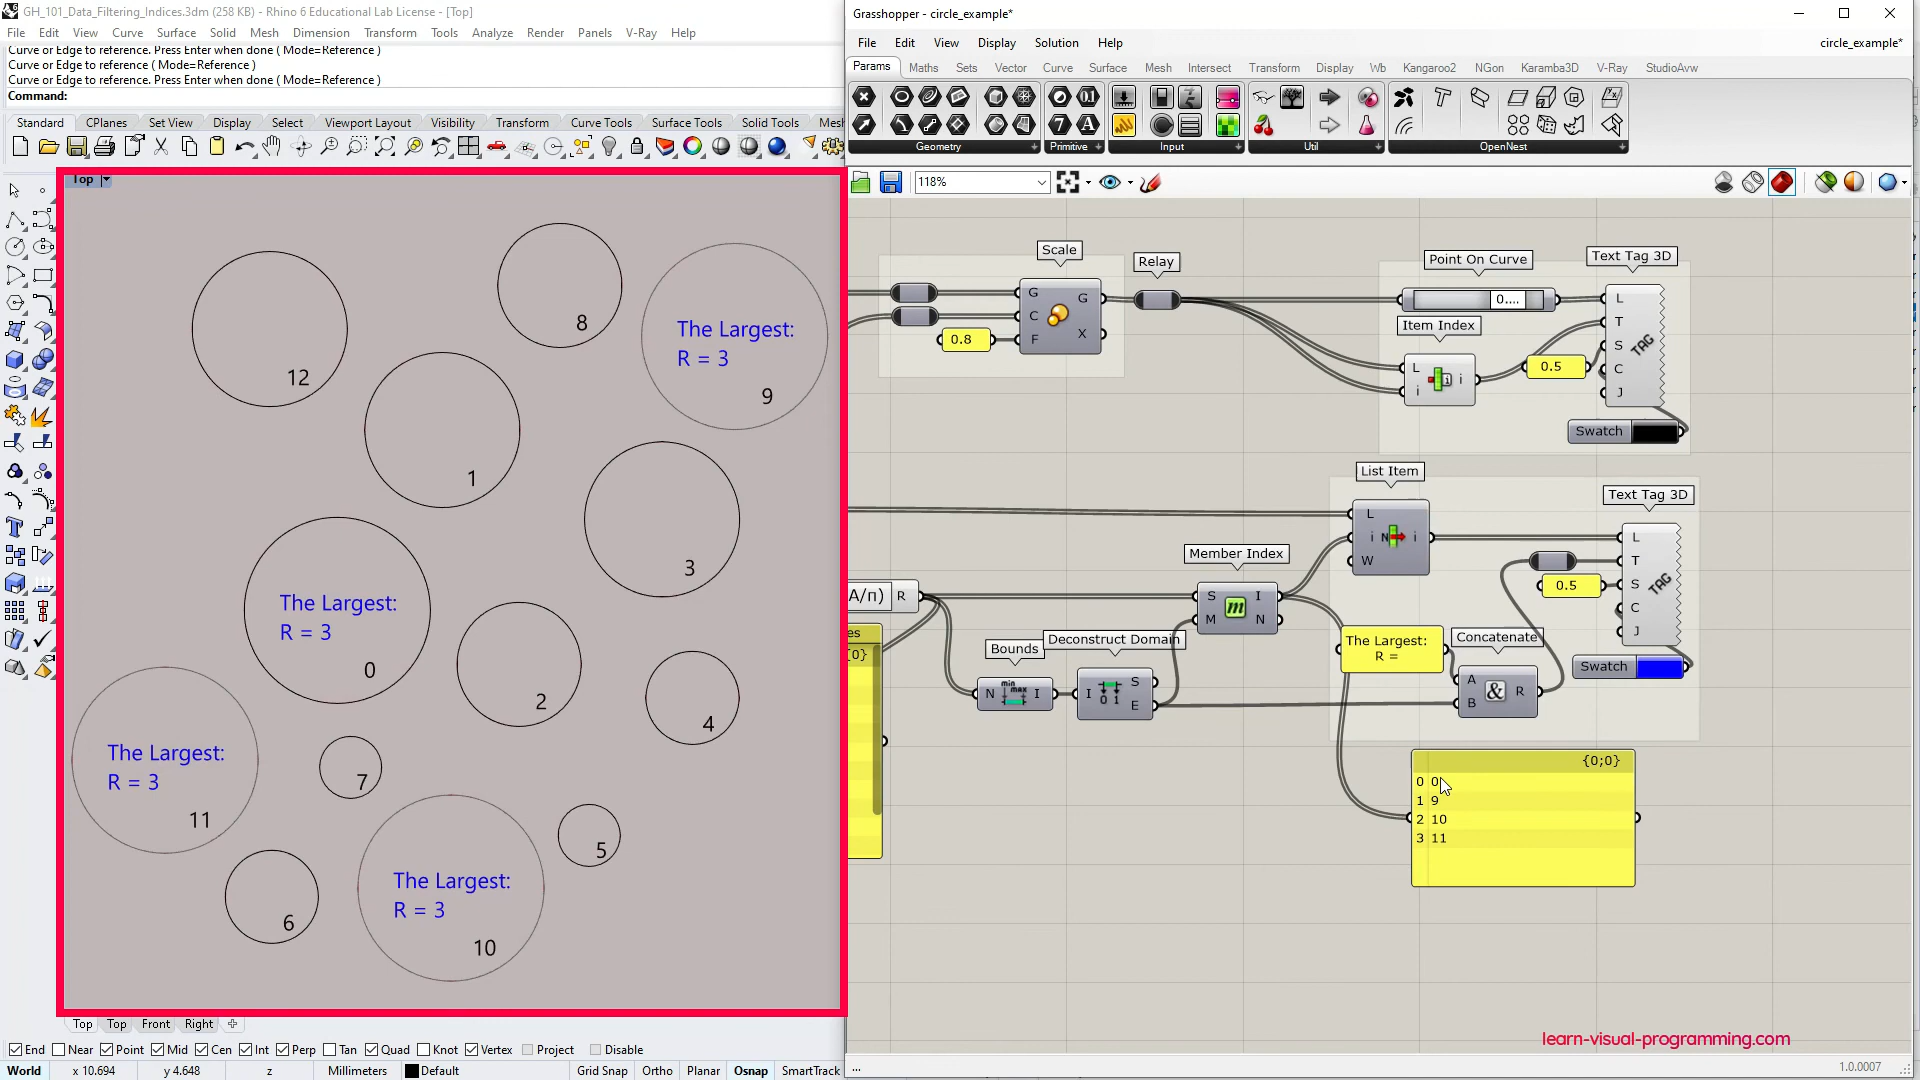 GH_101_Data_Filtering_Indices.3dm (258 KB) - Rhino 6 Educational Lab License - [Top]
File Edit View Curve Surface Solid Mesh Dimension Transform Tools Analyze Render Panels V-Ray Help
Curve or Edge to reference. Press Enter when done ( Mode=Reference )
Curve or Edge to reference ( Mode=Reference )
Curve or Edge to reference. Press Enter when done ( Mode=Reference )
Command:
Standard CPlanes Set View Display Select Viewport Layout Visibility Transform Curve Tools Surface Tools Solid Tools Mesh
Top
8
12
The Largest:
R = 3
9
1
3
The Largest:
R = 3
0
2
4
The Largest:
R = 3
11
7
5
6
The Largest:
R = 3
10
Top Top Front Right
End Near Point Mid Cen Int Perp Tan Quad Knot Vertex Project Disable
World x 10.694 y 4.648 z Millimeters Default Grid Snap Ortho Planar Osnap SmartTrack
Grasshopper - circle_example*
File Edit View Display Solution Help circle_example*
Params Maths Sets Vector Curve Surface Mesh Intersect Transform Display Wb Kangaroo2 NGon Karamba3D V-Ray StudioAvw
Geometry Primitive Input Util OpenNest
118%
Scale
G
C
F
G
X
0.8
Relay
Point On Curve
0....
Item Index
L
i
i
0.5
Text Tag 3D
L
T
S
C
J
TAG
Swatch
List Item
L
i
W
N
i
Text Tag 3D
L
T
S
C
J
TAG
0.5
Swatch
Member Index
S
M
m
I
N
A/π) R
es
{0}
Bounds
N
min
max
I
Deconstruct Domain
I
0 1
S
E
The Largest:
R =
Concatenate
A
B
&
R
{0;0}
0 0
1 9
2 10
3 11
learn-visual-programming.com
... 1.0.0007